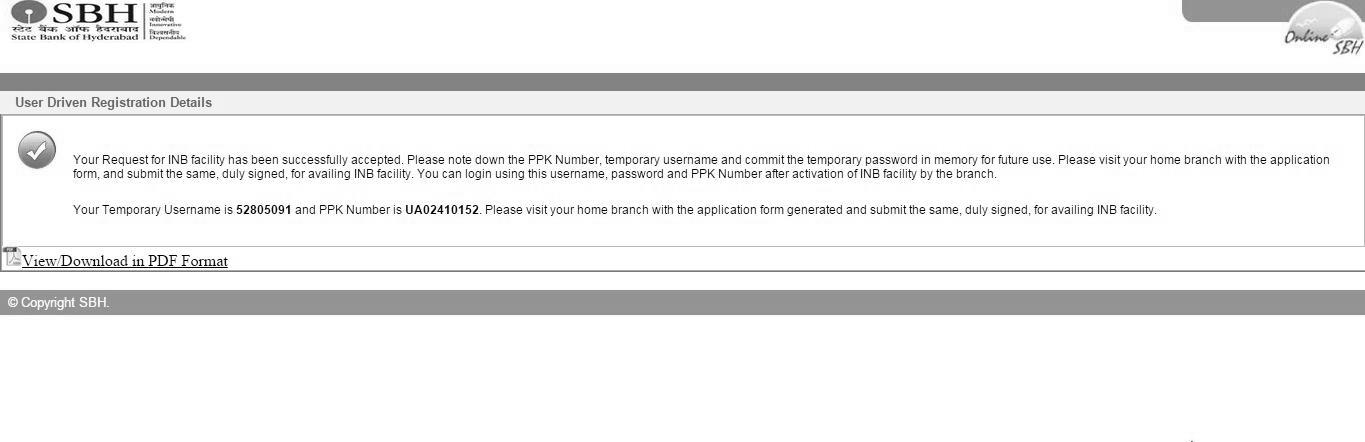 SBH
स्टेट बैंक ऑफ हैदराबाद
State Bank of Hyderabad
आधुनिक
Modern
नवोन्मेषी
Innovative
विश्वसनीय
Dependable
Online
SBH
User Driven Registration Details
Your Request for INB facility has been successfully accepted. Please note down the PPK Number, temporary username and commit the temporary password in memory for future use. Please visit your home branch with the application
form, and submit the same, duly signed, for availing INB facility. You can login using this username, password and PPK Number after activation of INB facility by the branch.
Your Temporary Username is 52805091 and PPK Number is UA02410152. Please visit your home branch with the application form generated and submit the same, duly signed, for availing INB facility.
View/Download in PDF Format
© Copyright SBH.